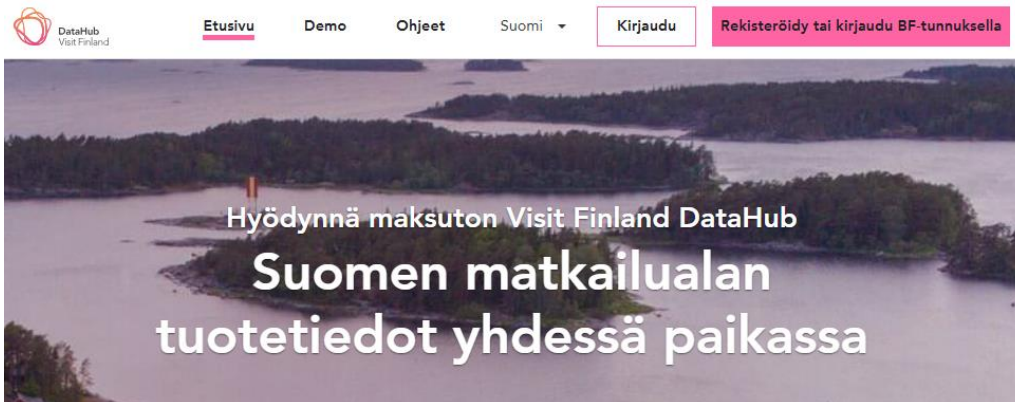 DataHub
Visit Finland
Etusivu
Demo
Ohjeet
Suomi
Kirjaudu
Rekisteröidy tai kirjaudu BF-tunnuksella
Hyödynnä maksuton Visit Finland DataHub
Suomen matkailualan
tuotetiedot yhdessä paikassa